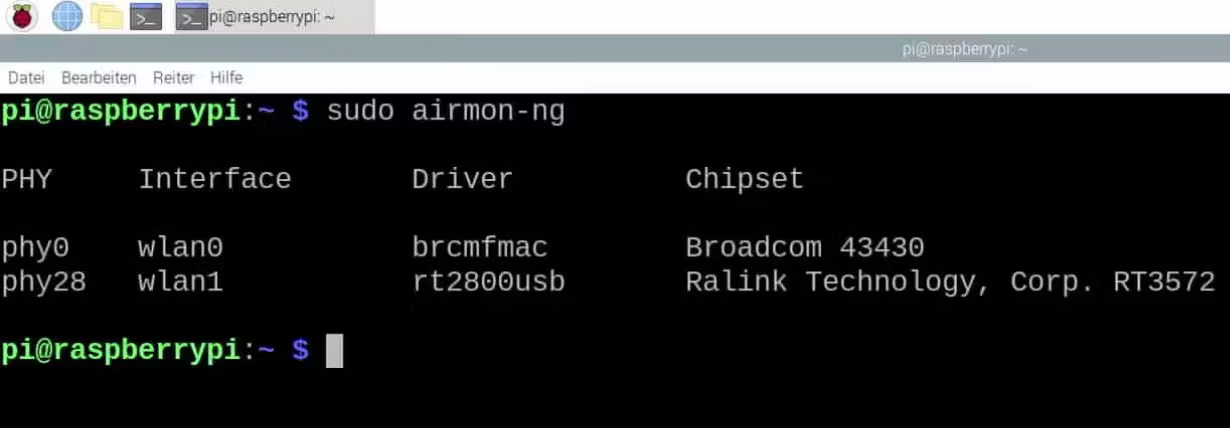 pi@raspberrypi: ~
pi@raspberrypi: ~
Datei Bearbeiten Reiter Hilfe
pi@raspberrypi:~ $ sudo airmon-ng
PHY Interface Driver Chipset
phy0 wlan0 brcmfmac Broadcom 43430
phy28 wlan1 rt2800usb Ralink Technology, Corp. RT3572
pi@raspberrypi:~ $